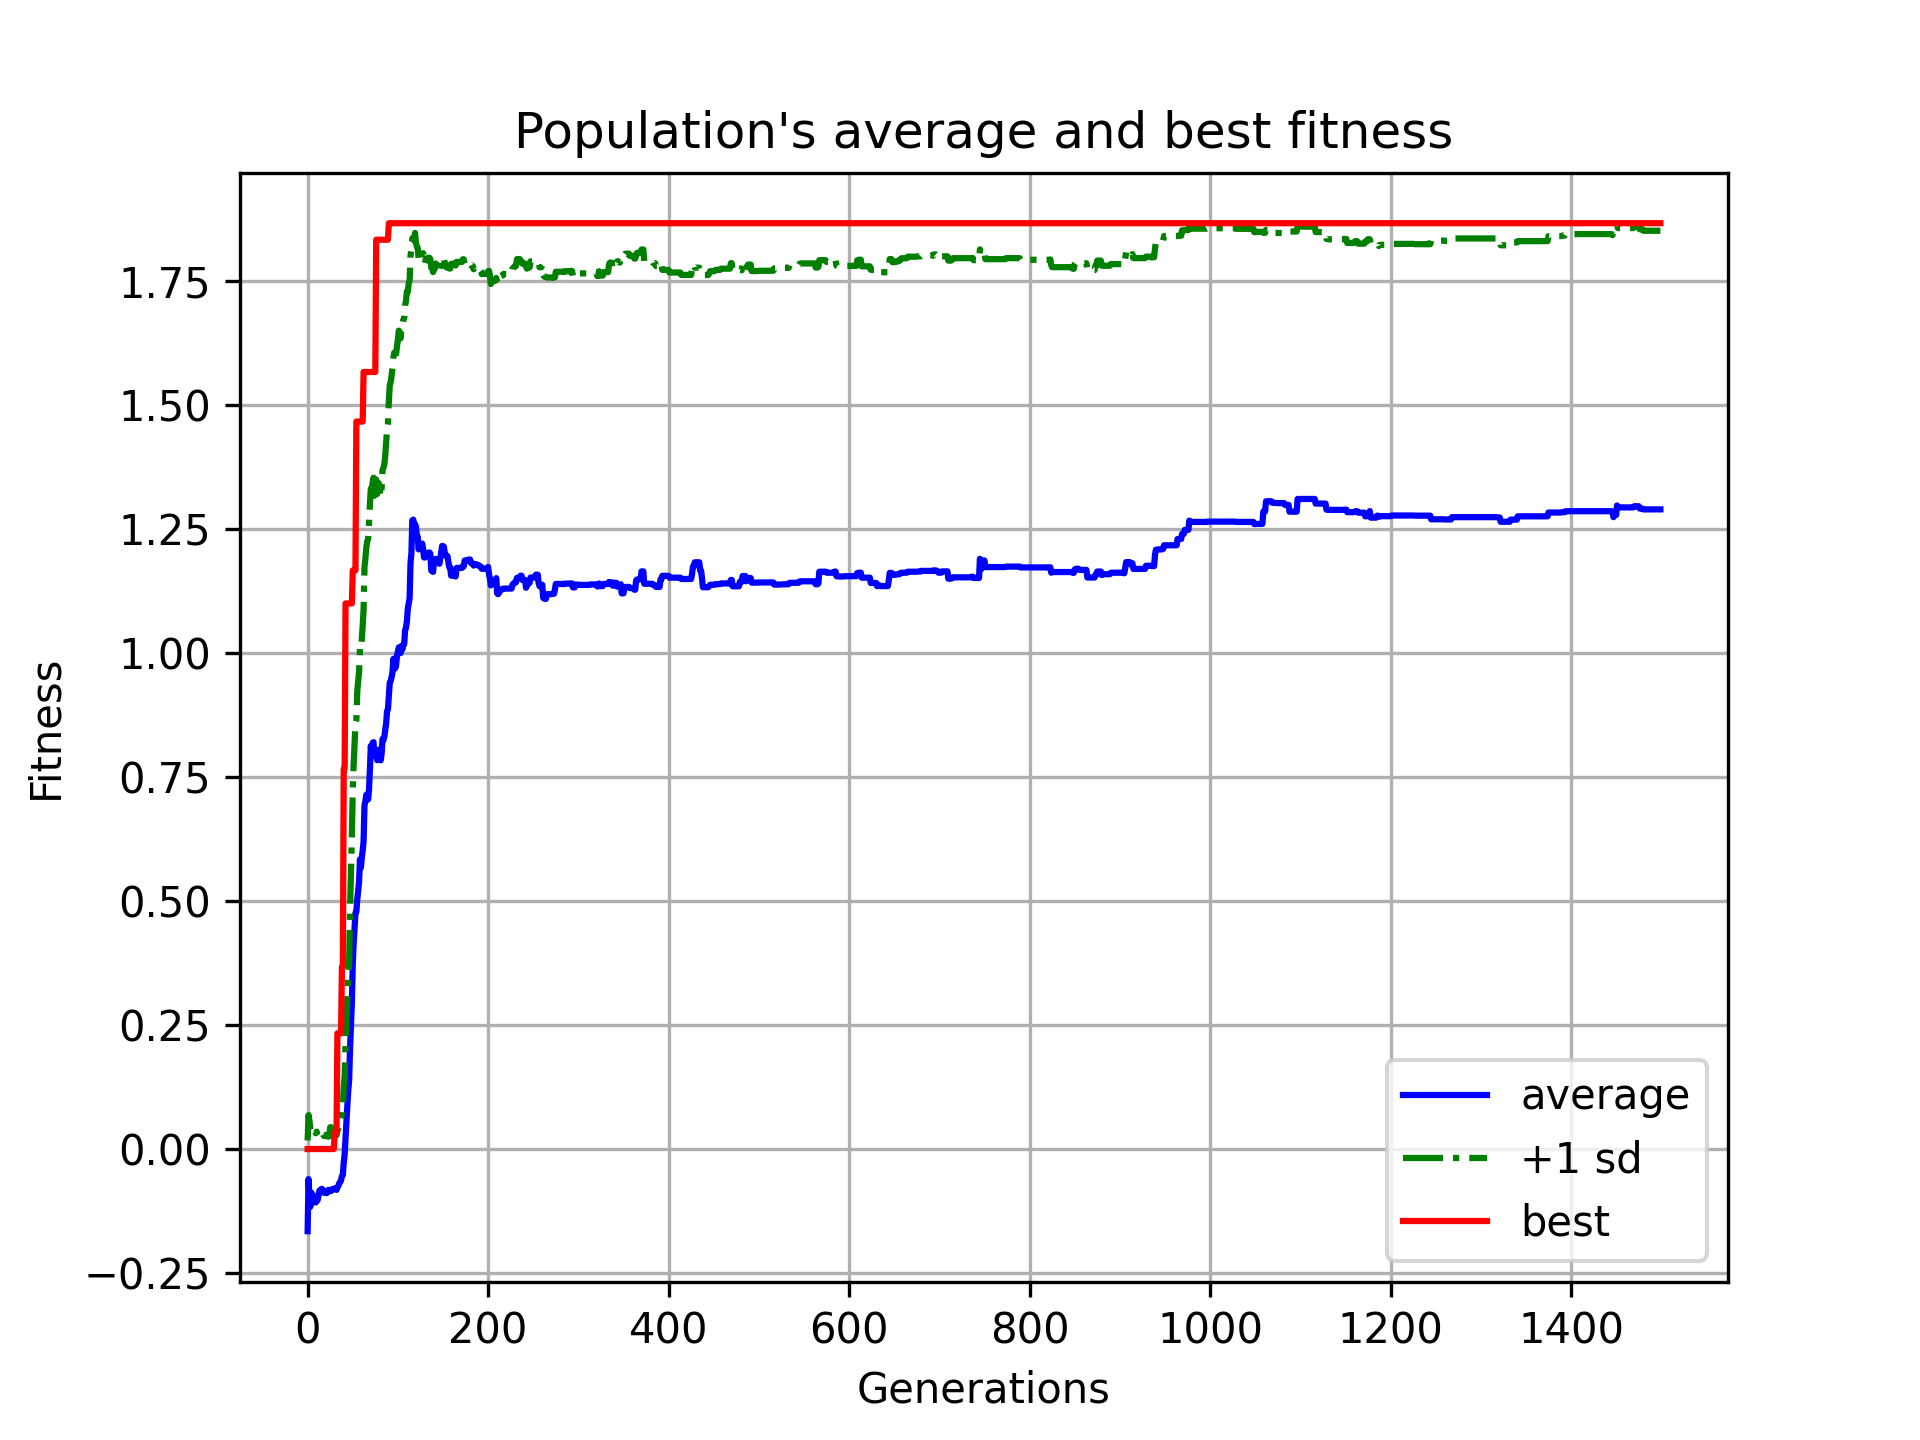 Population's average and best fitness
Fitness
1.75
1.50
1.25
1.00
0.75
0.50
0.25
0.00
−0.25
average
+1 sd
best
0 200 400 600 800 1000 1200 1400
Generations